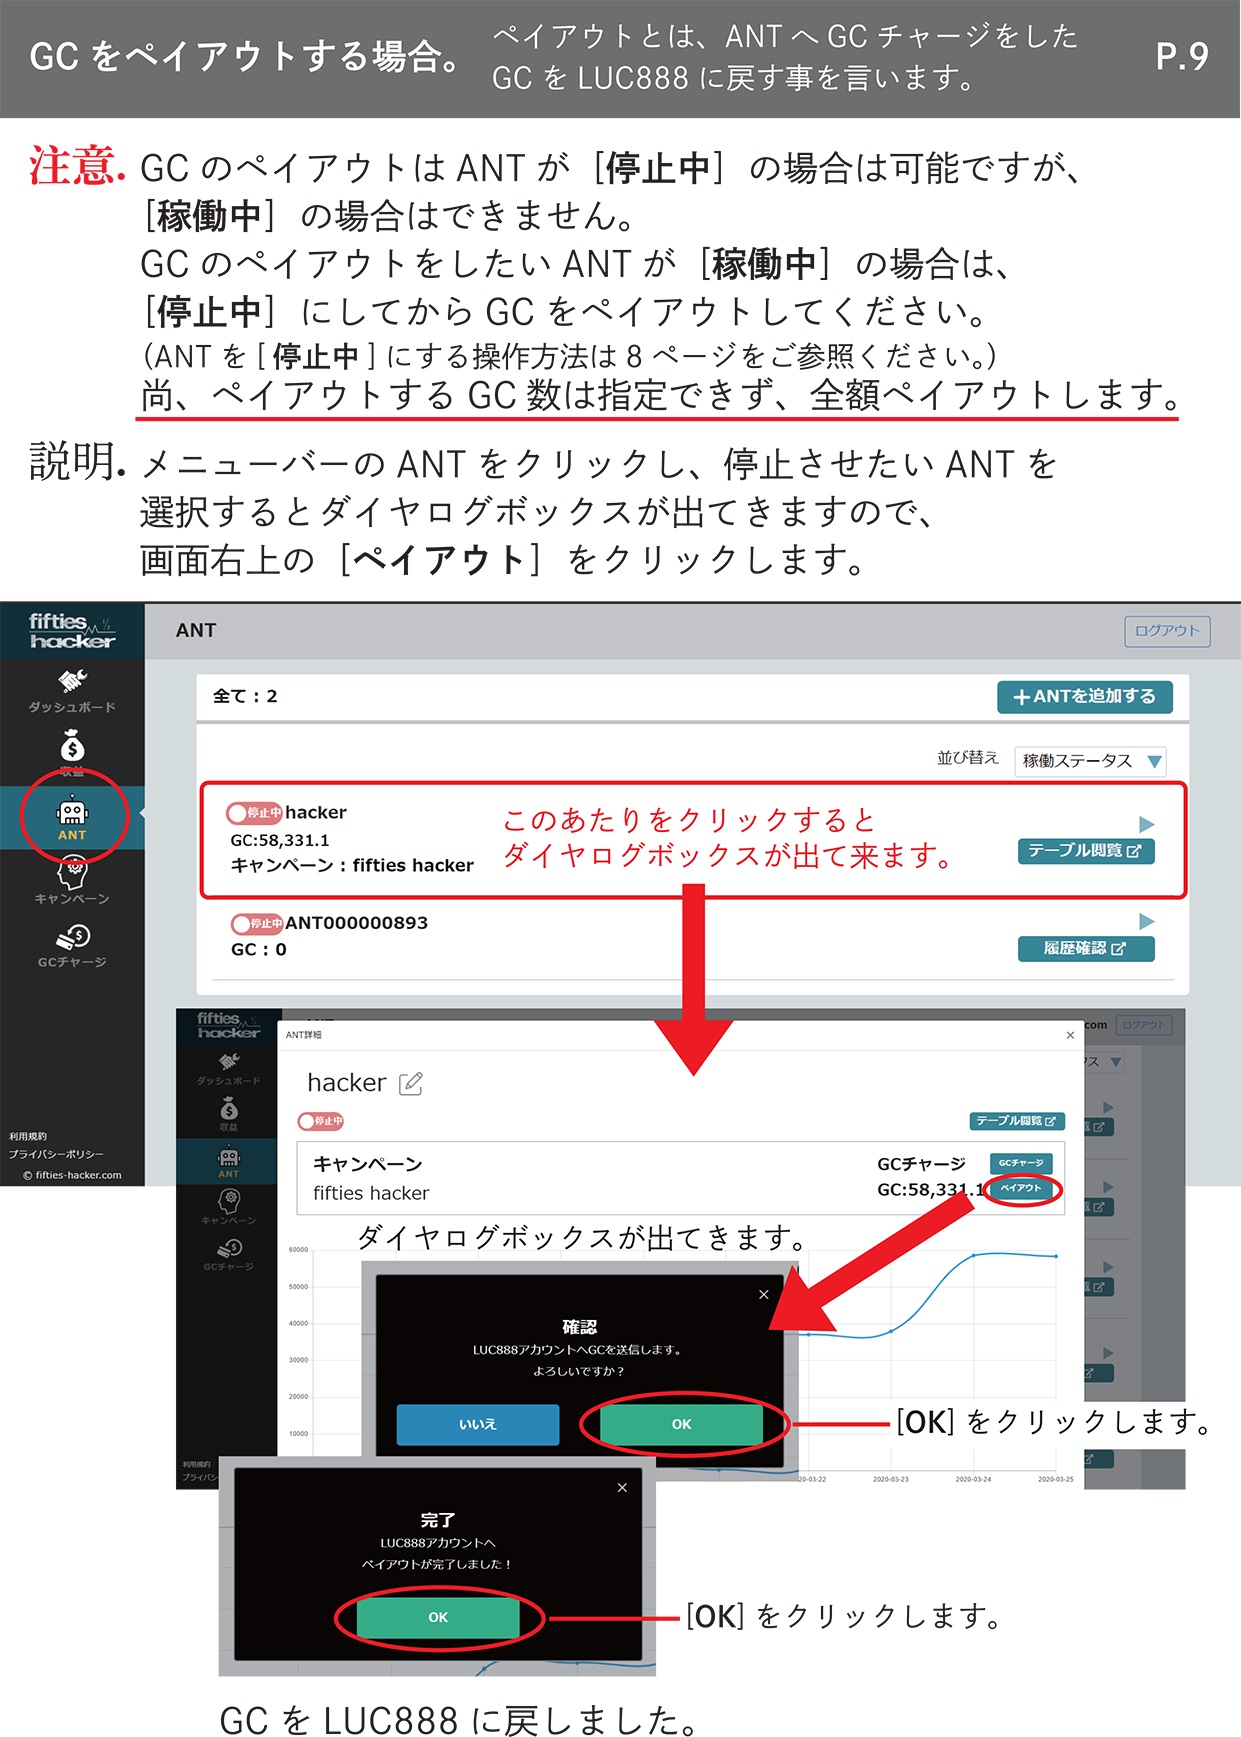 GC をペイアウトする場合。
ペイアウトとは、ANT へ GC チャージをした
GC を LUC888 に戻す事を言います。
P.9
注意. GC のペイアウトは ANT が［停止中］の場合は可能ですが、
［稼働中］の場合はできません。
GC のペイアウトをしたい ANT が［稼働中］の場合は、
［停止中］にしてから GC をペイアウトしてください。
（ANT を [ 停止中 ] にする操作方法は 8 ページをご参照ください。）
尚、ペイアウトする GC 数は指定できず、全額ペイアウトします。
説明. メニューバーの ANT をクリックし、停止させたい ANT を
選択するとダイヤログボックスが出てきますので、
画面右上の［ペイアウト］をクリックします。
fifties
hacker
ANT
ログアウト
ダッシュボード
収益
ANT
キャンペーン
GCチャージ
全て：2
＋ANTを追加する
並び替え
稼働ステータス
停止中 hacker
GC:58,331.1
キャンペーン：fifties hacker
このあたりをクリックすると
ダイヤログボックスが出て来ます。
テーブル閲覧
停止中 ANT000000893
GC：0
履歴確認
利用規約
プライバシーポリシー
© fifties-hacker.com
fifties
hacker
ダッシュボード
収益
ANT
キャンペーン
GCチャージ
利用規約
プライバシ
com
ログアウト
ス
ANT詳細
×
hacker
停止中
テーブル閲覧
キャンペーン
fifties hacker
GCチャージ
GCチャージ
GC:58,331.1
ペイアウト
ダイヤログボックスが出てきます。
60000
50000
40000
30000
20000
10000
×
確認
LUC888アカウントへGCを送信します。
よろしいですか？
いいえ
OK
[OK] をクリックします。
20-03-22
2020-03-23
2020-03-24
2020-03-25
×
完了
LUC888アカウントへ
ペイアウトが完了しました！
OK
[OK] をクリックします。
GC を LUC888 に戻しました。